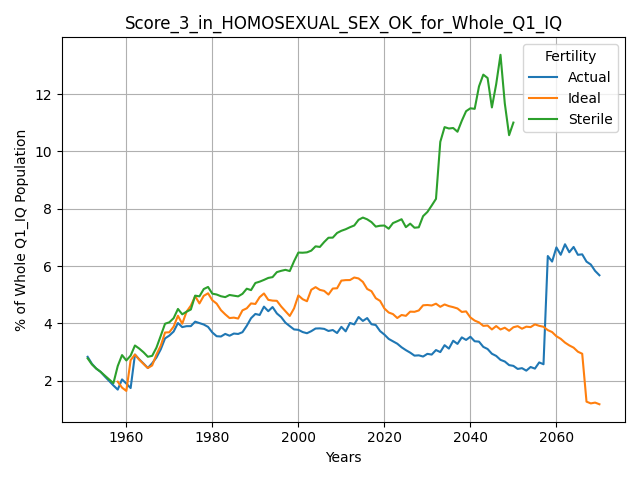 Score_3_in_HOMOSEXUAL_SEX_OK_for_Whole_Q1_IQ
Fertility
Actual
Ideal
Sterile
% of Whole Q1_IQ Population
12
10
8
6
4
2
1960
1980
2000
2020
2040
2060
Years